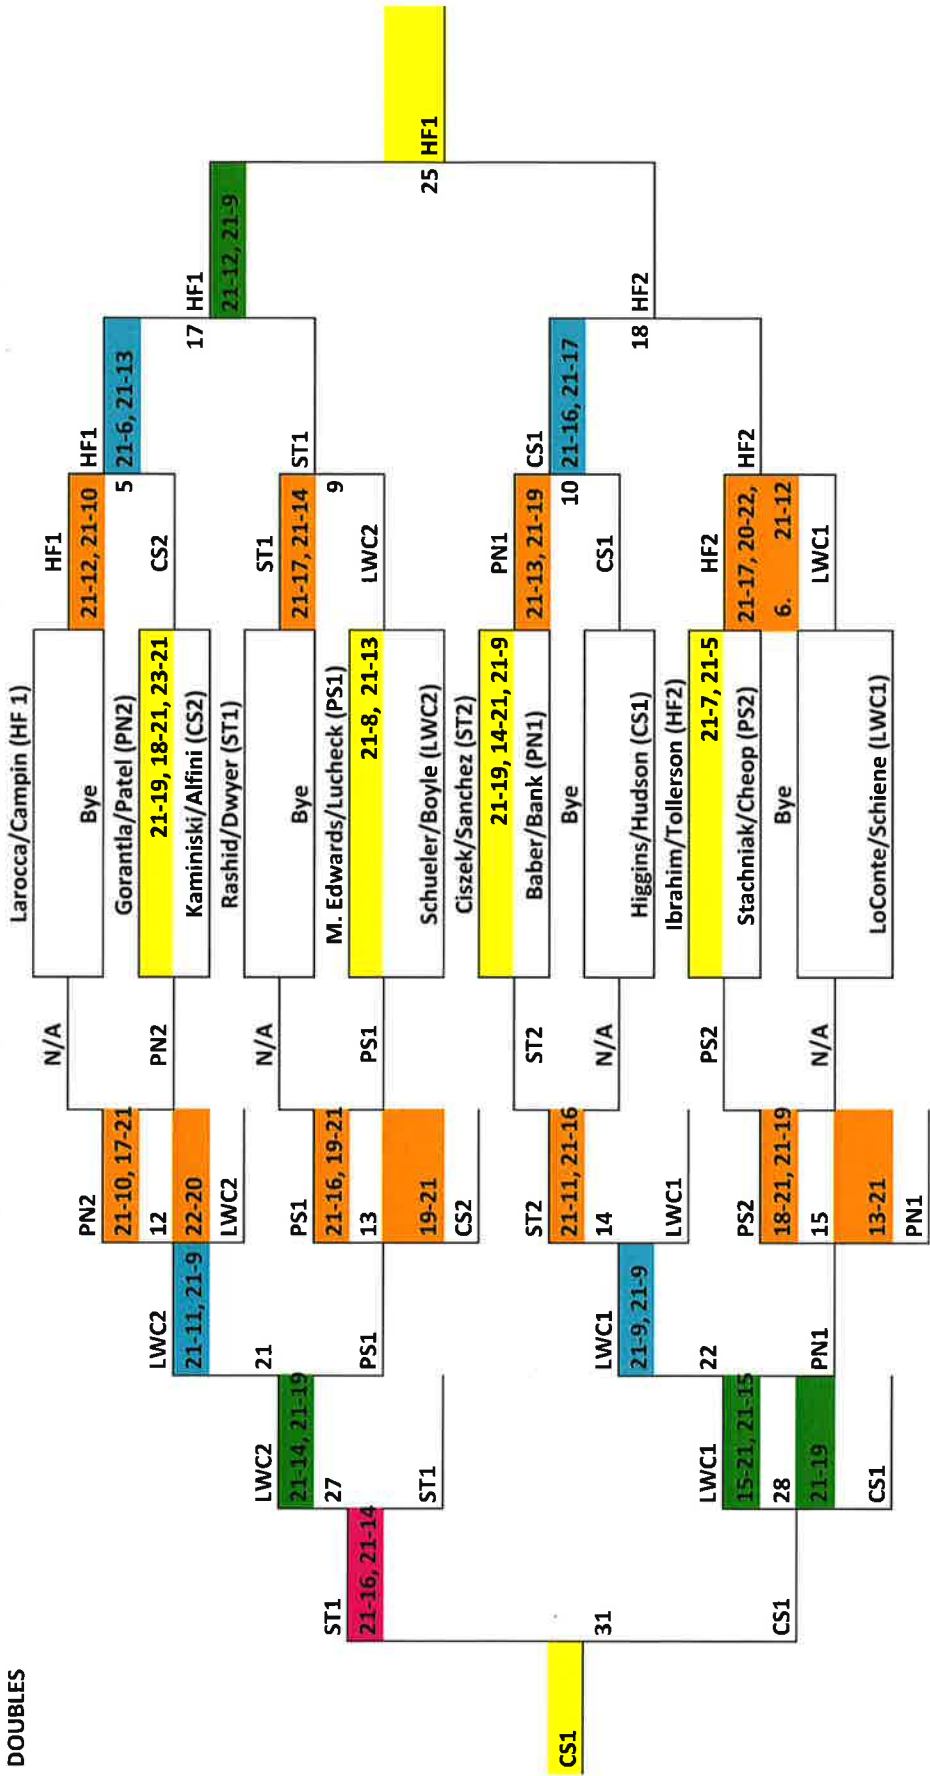 DOUBLES
CS1
ST1
21-16, 21-14
31
CS1
LWC2
21-14, 21-19
27
ST1
LWC1
15-21, 21-15
28
21-19
CS1
LWC2
21-11, 21-9
21
PS1
LWC1
21-9, 21-9
22
PN1
PN2
21-10, 17-21
12
22-20
LWC2
PS1
21-16, 19-21
13
19-21
CS2
ST2
21-11, 21-16
14
LWC1
PS2
18-21, 21-19
15
13-21
PN1
N/A
PN2
N/A
PS1
ST2
N/A
PS2
N/A
Larocca/Campin (HF 1)
Bye
Gorantla/Patel (PN2)
21-19, 18-21, 23-21
Kaminiski/Alfini (CS2)
Rashid/Dwyer (ST1)
Bye
M. Edwards/Lucheck (PS1)
21-8, 21-13
Schueler/Boyle (LWC2)
Ciszek/Sanchez (ST2)
21-19, 14-21, 21-9
Baber/Bank (PN1)
Bye
Higgins/Hudson (CS1)
Ibrahim/Tollerson (HF2)
21-7, 21-5
Stachniak/Cheop (PS2)
Bye
LoConte/Schiene (LWC1)
HF1
21-12, 21-10
5
CS2
ST1
21-17, 21-14
9
LWC2
PN1
21-13, 21-19
10
CS1
HF2
21-17, 20-22,
6. 21-12
LWC1
HF1
21-6, 21-13
17
ST1
CS1
21-16, 21-17
18
HF2
HF1
21-12, 21-9
25
HF2
HF1